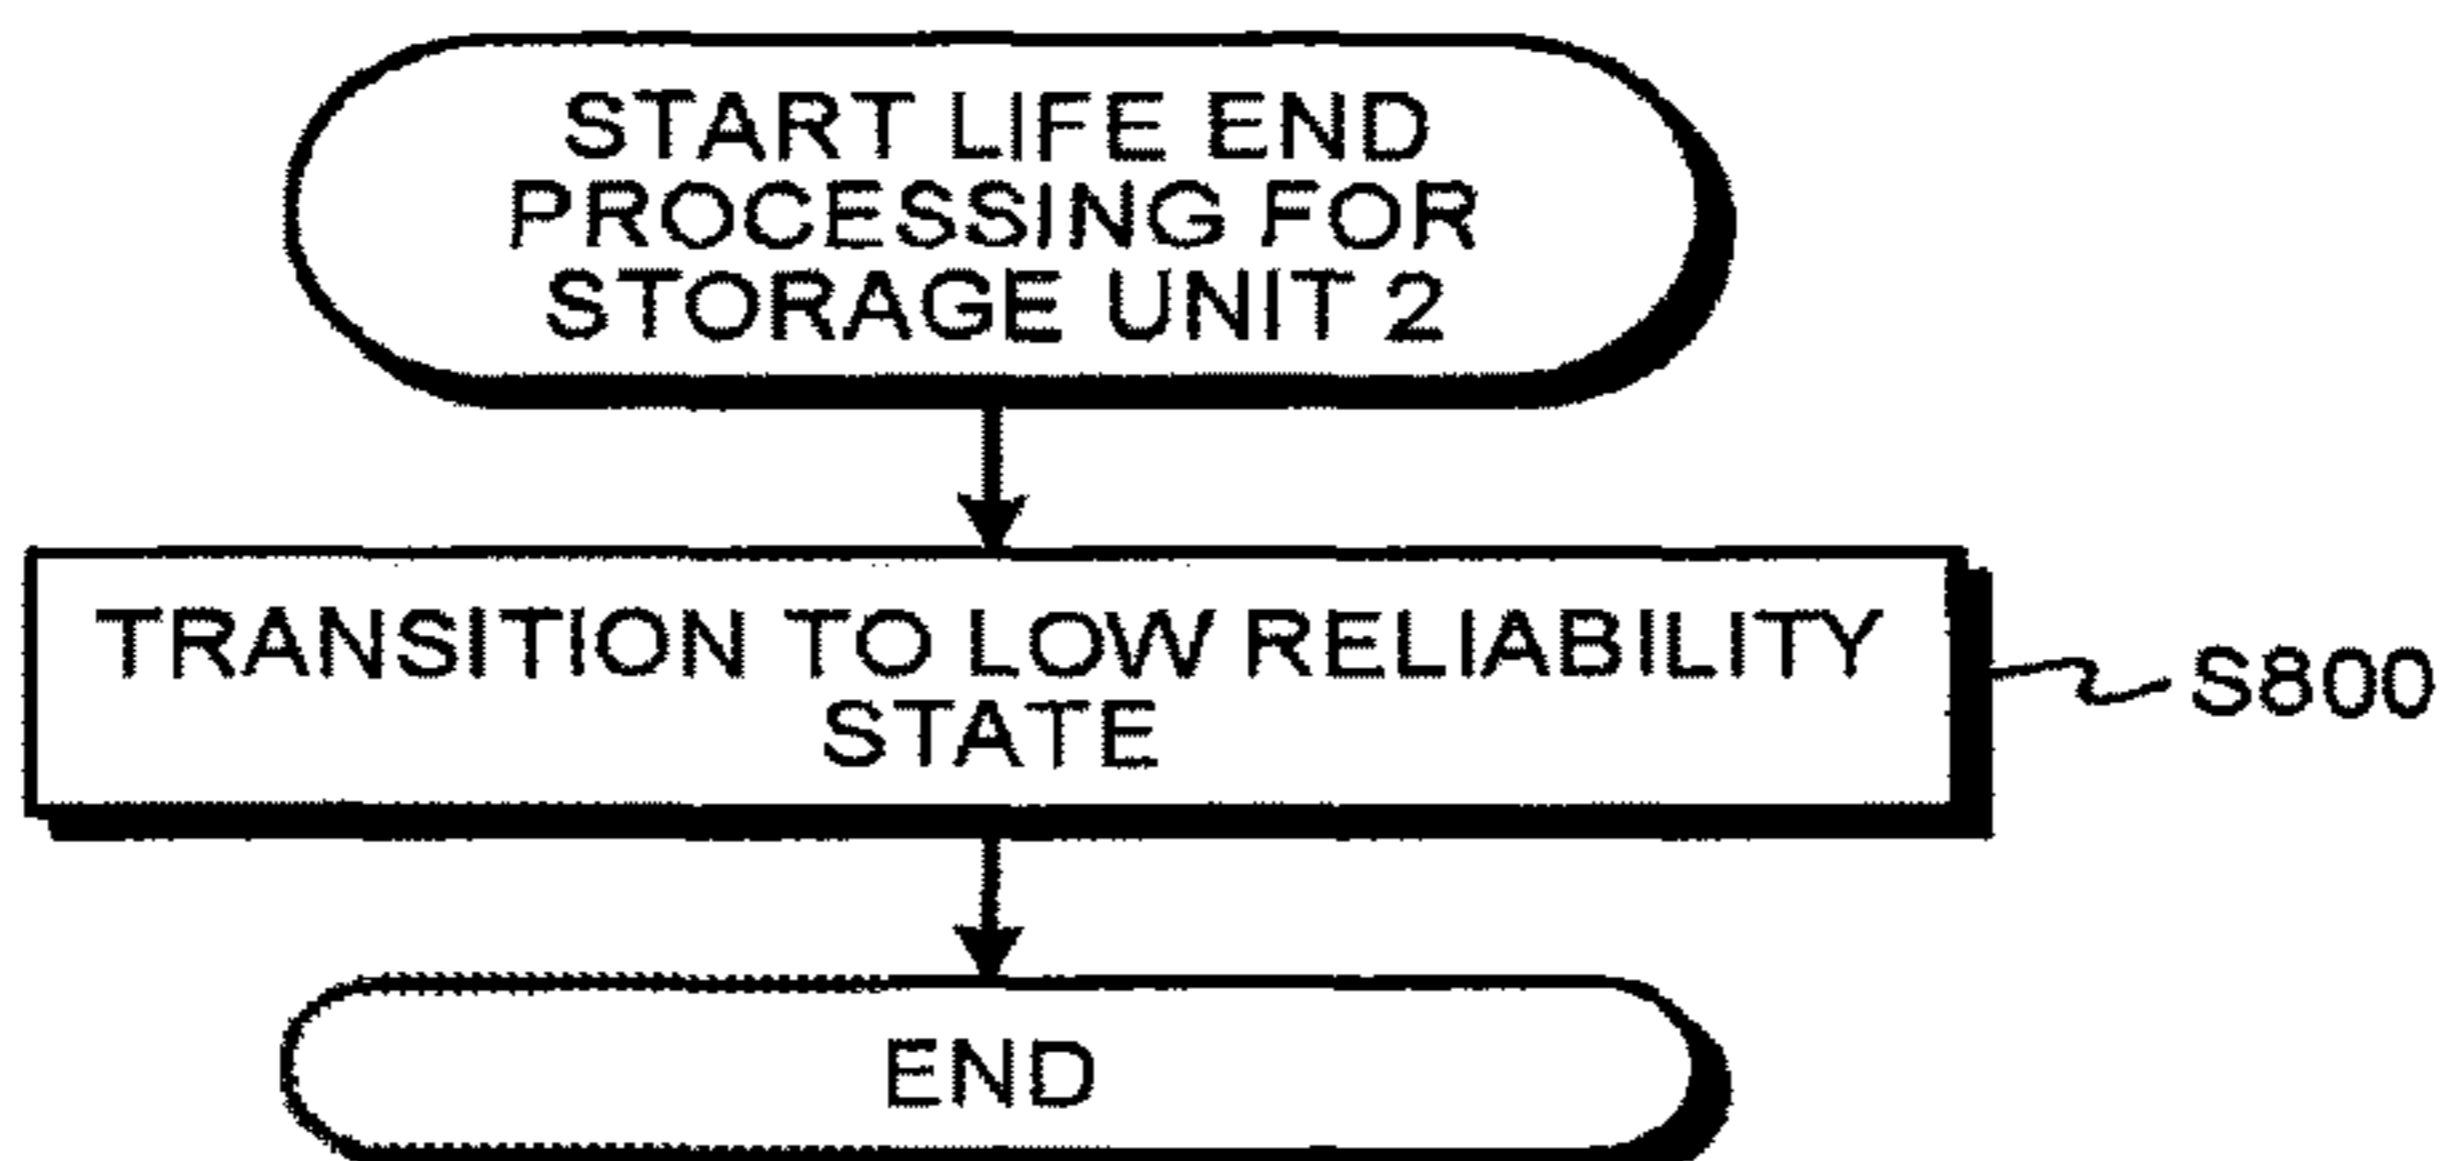 START LIFE END
PROCESSING FOR
STORAGE UNIT 2
TRANSITION TO LOW RELIABILITY
STATE
S800
END